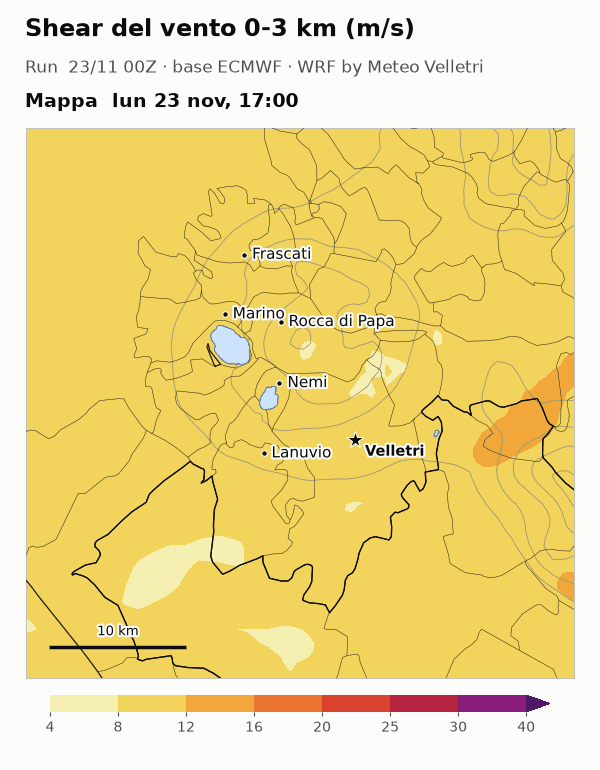 Shear del vento 0-3 km (m/s)
Run  23/11 00Z · base ECMWF · WRF by Meteo Velletri
Mappa  lun 23 nov, 17:00
Frascati
Marino
Rocca di Papa
Nemi
Velletri
Lanuvio
10 km
4 8 12 16 20 25 30 40